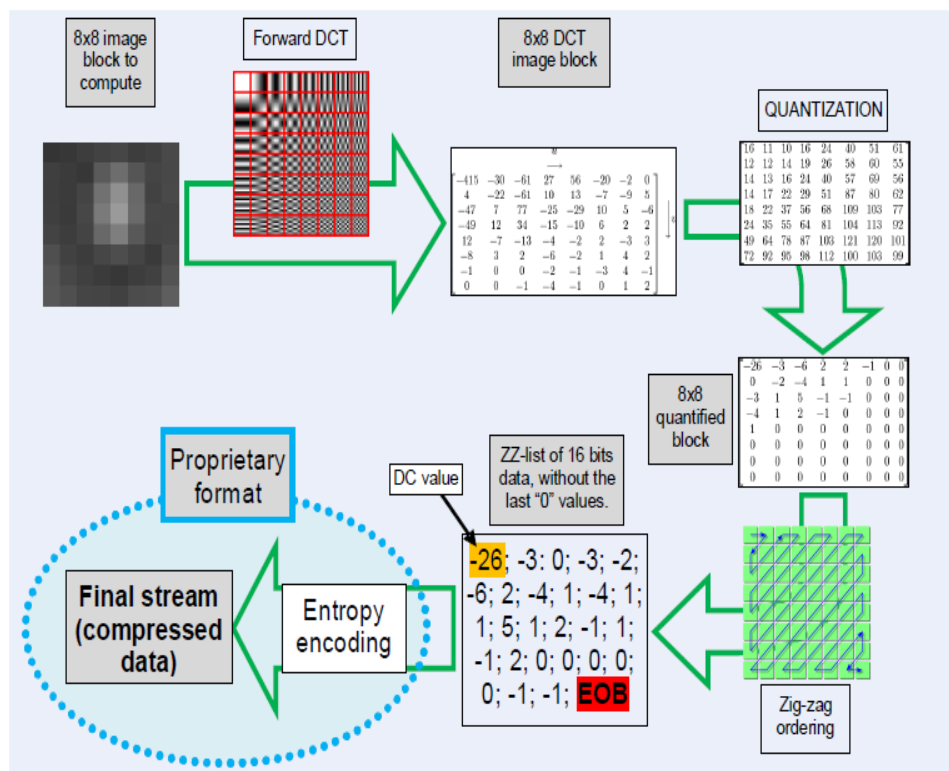 8x8 image
block to
compute
Forward DCT
8x8 DCT
image block
QUANTIZATION
u
−415 −30 −61 27 56 −20 −2 0
4 −22 −61 10 13 −7 −9 5
−47 7 77 −25 −29 10 5 −6
−49 12 34 −15 −10 6 2 2
12 −7 −13 −4 −2 2 −3 3
−8 3 2 −6 −2 1 4 2
−1 0 0 −2 −1 −3 4 −1
0 0 −1 −4 −1 0 1 2
16 11 10 16 24 40 51 61
12 12 14 19 26 58 60 55
14 13 16 24 40 57 69 56
14 17 22 29 51 87 80 62
18 22 37 56 68 109 103 77
24 35 55 64 81 104 113 92
49 64 78 87 103 121 120 101
72 92 95 98 112 100 103 99
8x8
quantified
block
−26 −3 −6 2 2 −1 0 0
0 −2 −4 1 1 0 0 0
−3 1 5 −1 −1 0 0 0
−4 1 2 −1 0 0 0 0
1 0 0 0 0 0 0 0
0 0 0 0 0 0 0 0
0 0 0 0 0 0 0 0
0 0 0 0 0 0 0 0
Proprietary
format
DC value
ZZ-list of 16 bits
data, without the
last "0" values.
-26; -3: 0; -3; -2;
-6; 2; -4; 1; -4; 1;
1; 5; 1; 2; -1; 1;
-1; 2; 0; 0; 0; 0;
0; -1; -1; EOB
Final stream
(compressed
data)
Entropy
encoding
Zig-zag
ordering